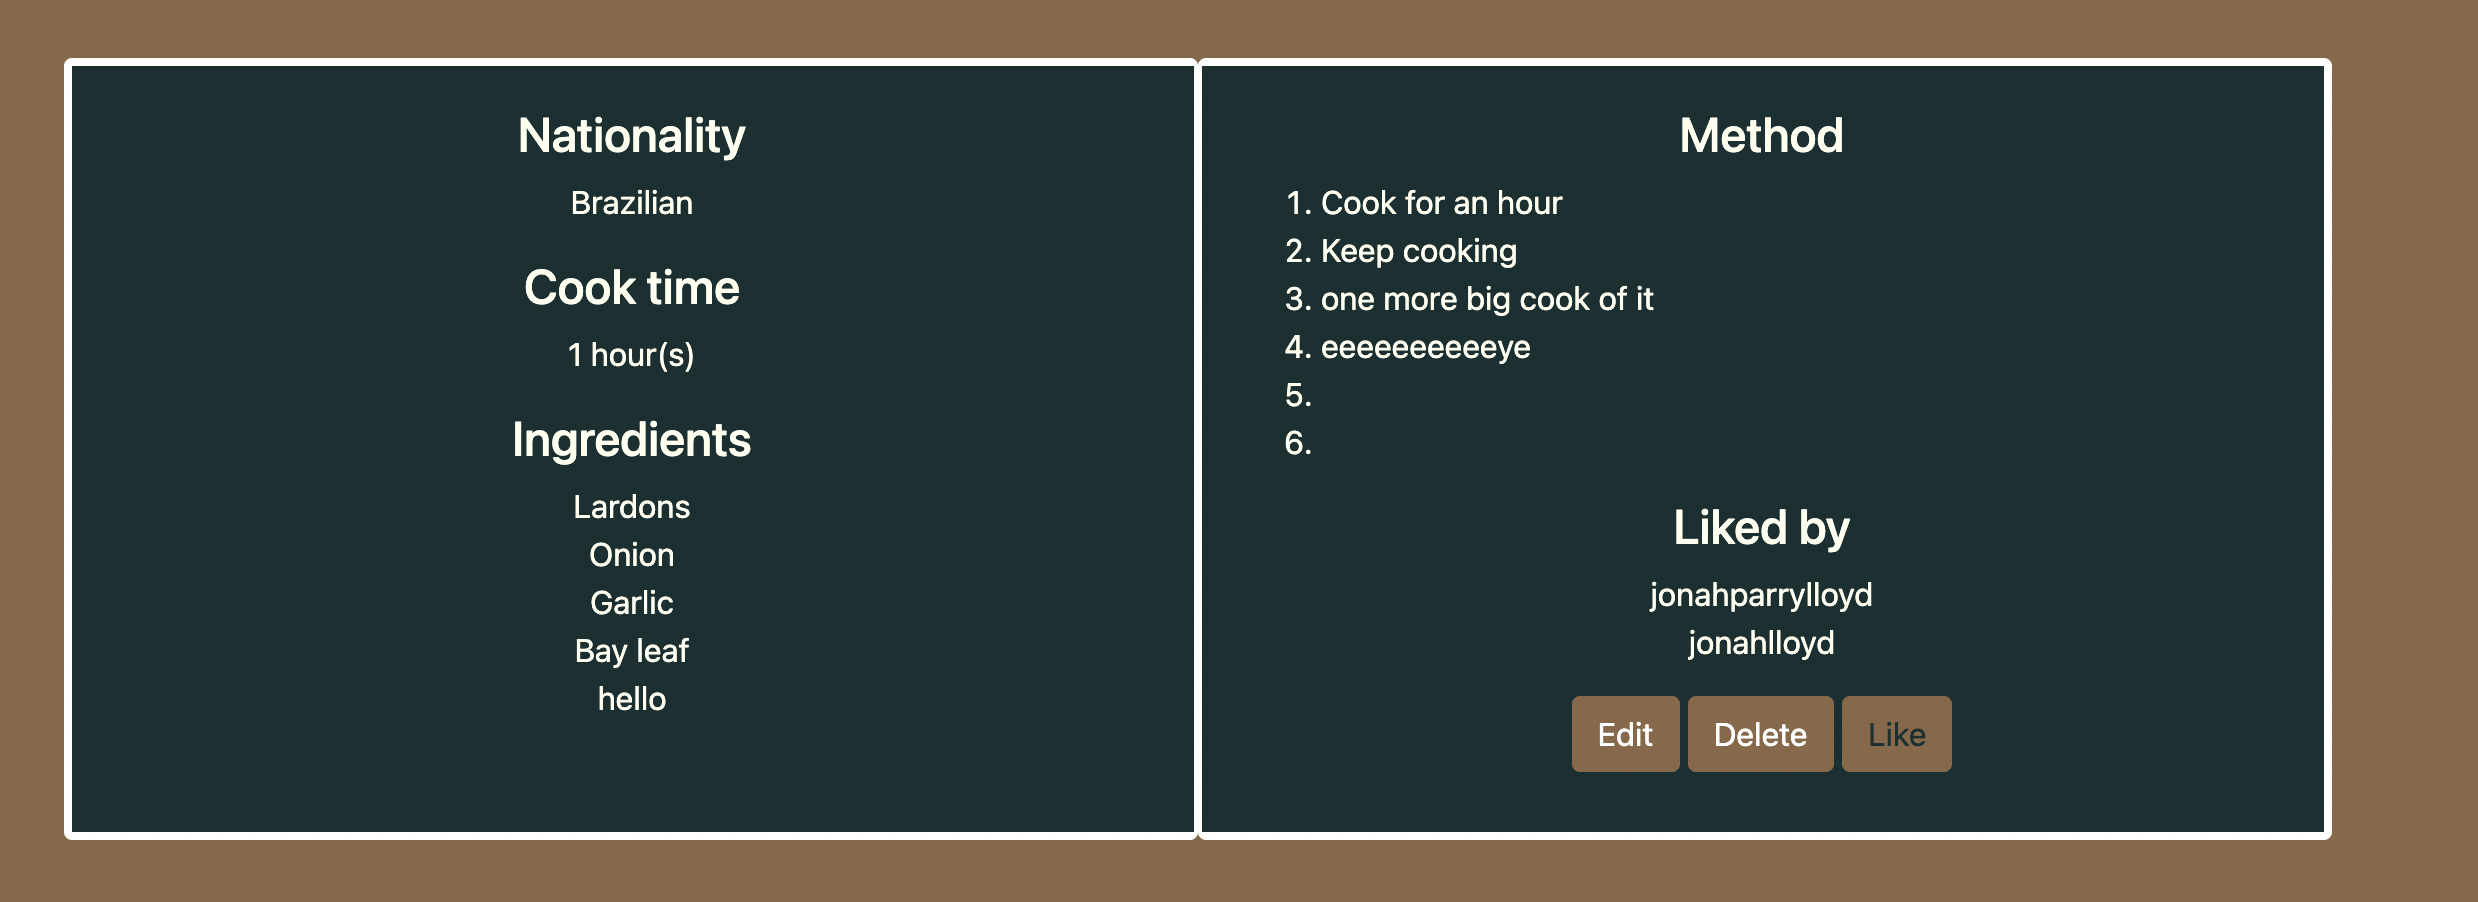 Nationality
Brazilian
Cook time
1 hour(s)
Ingredients
Lardons
Onion
Garlic
Bay leaf
hello
Method
1. Cook for an hour
2. Keep cooking
3. one more big cook of it
4. eeeeeeeeeeye
5.
6.
Liked by
jonahparrylloyd
jonahlloyd
Edit Delete Like